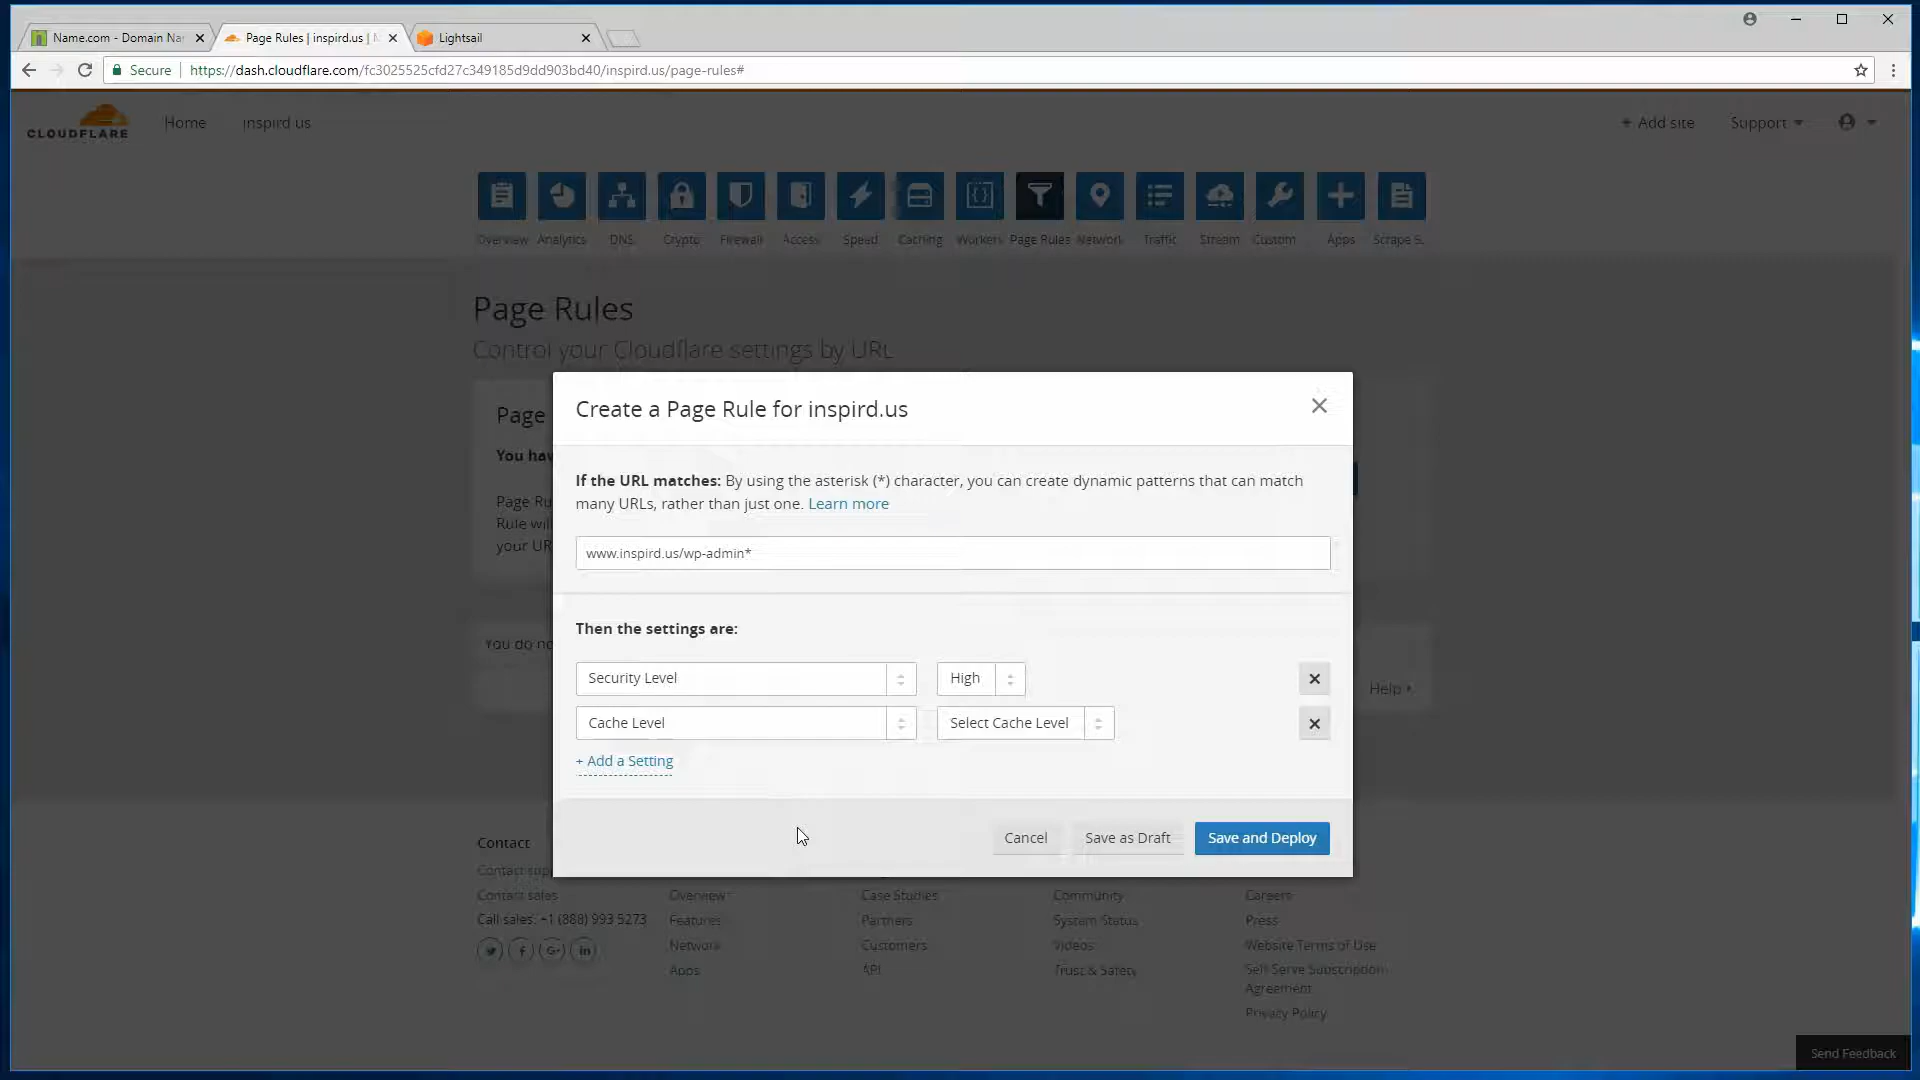 Name.com - Domain Na
Page Rules | inspird.us |
Lightsail
Secure
https://dash.cloudflare.com/fc3025525cfd27c349185d9dd903bd40/inspird.us/page-rules#
CLOUDFLARE
Home
inspird.us
+ Add site
Support
Overview
Analytics
DNS
Crypto
Firewall
Access
Speed
Caching
Workers
Page Rules
Network
Traffic
Stream
Custom
Apps
Scrape S..
Page Rules
Control your Cloudflare settings by URL
Page
You hav
Page Ru
Rule will
your UR
You do no
Help
Create a Page Rule for inspird.us
If the URL matches: By using the asterisk (*) character, you can create dynamic patterns that can match
many URLs, rather than just one. Learn more
www.inspird.us/wp-admin*
Then the settings are:
Security Level
High
Cache Level
Select Cache Level
+ Add a Setting
Cancel
Save as Draft
Save and Deploy
Contact
Contact supp
Contact sales
Call sales: +1 (888) 993 5273
Overview
Features
Network
Apps
Case Studies
Partners
Customers
API
Community
System Status
Videos
Trust & Safety
Careers
Press
Website Terms of Use
Self-Serve Subscription
Agreement
Privacy Policy
Send Feedback